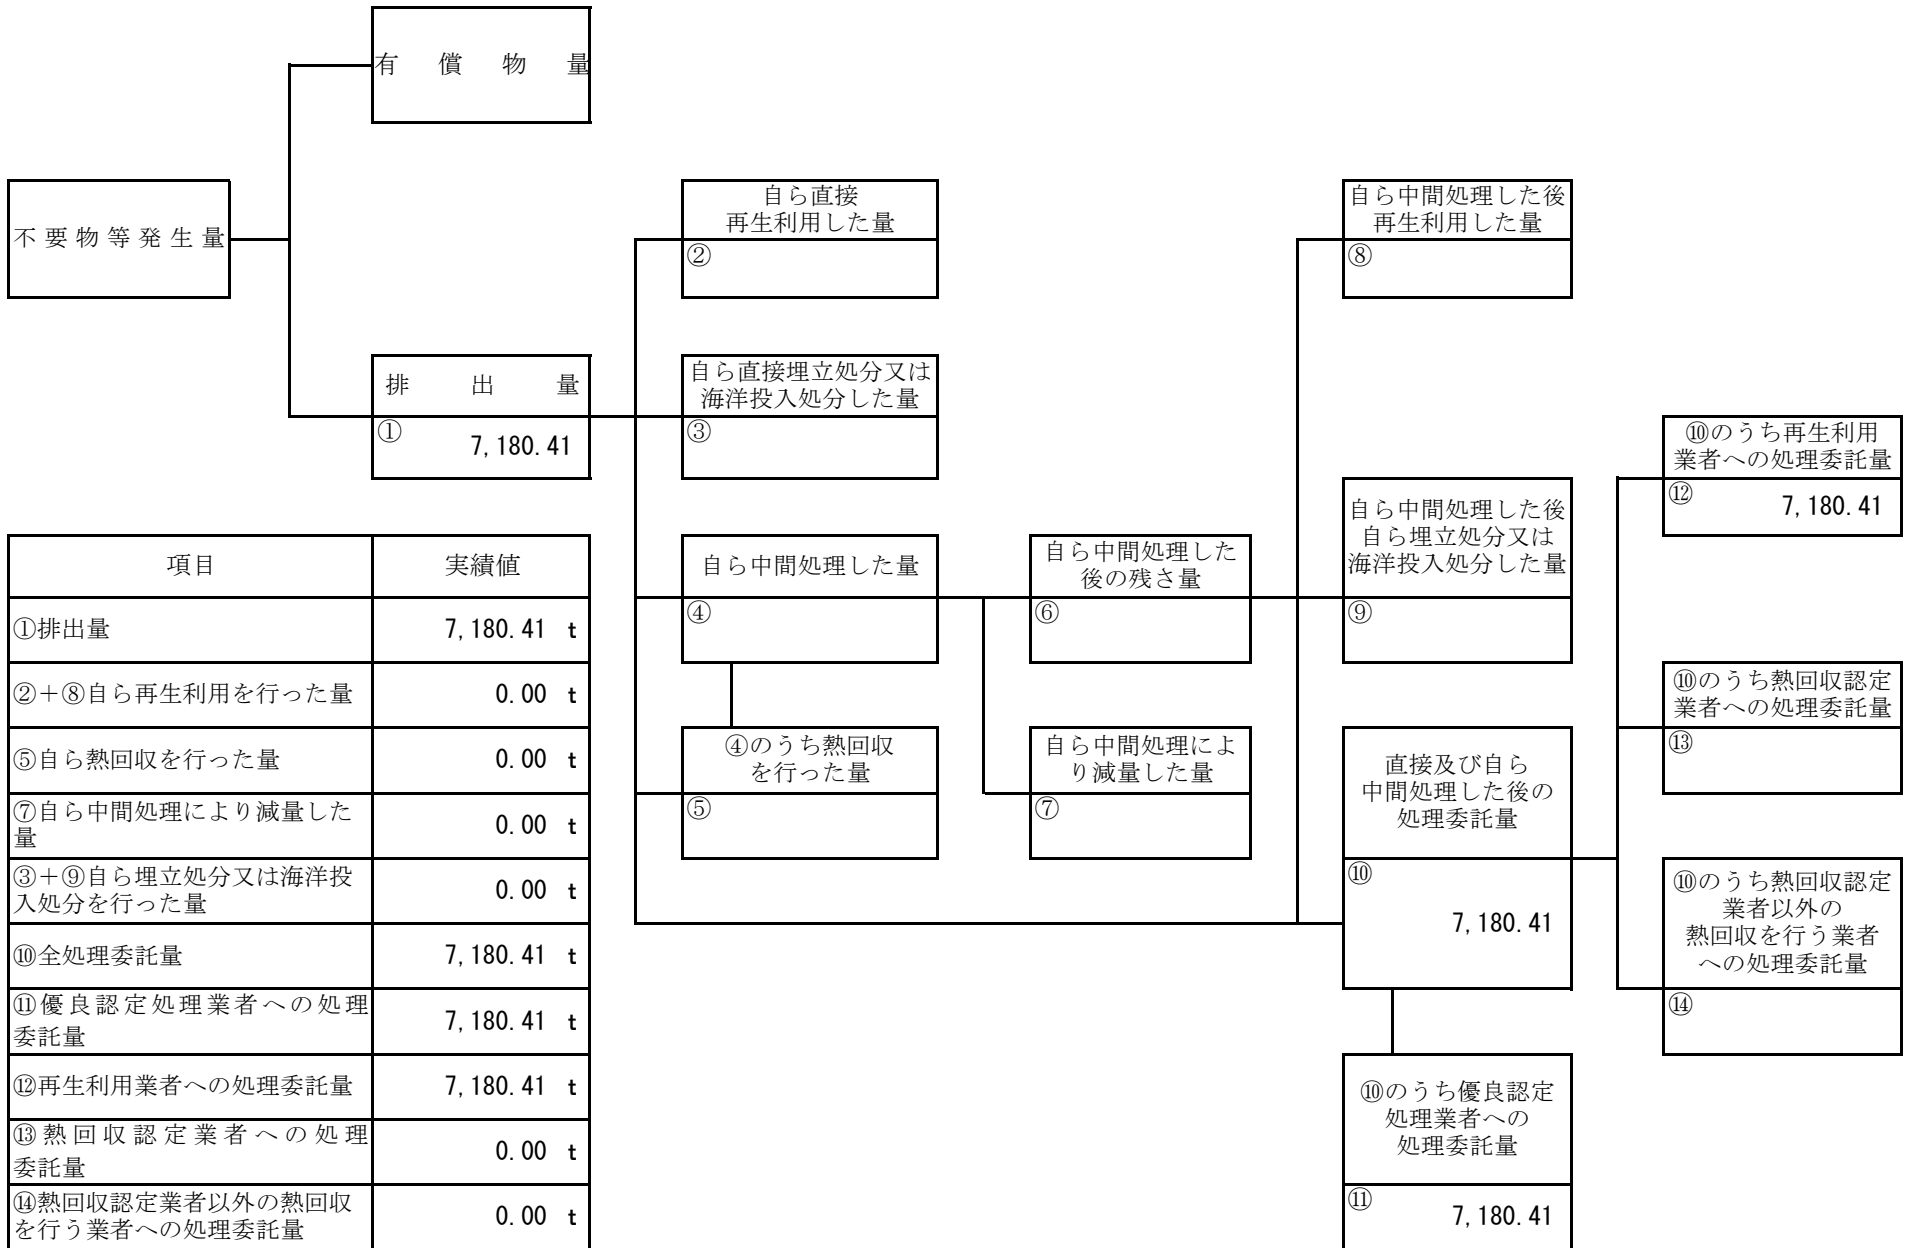 有償物量
不要物等発生量
排出量
①
7,180.41
自ら直接
再生利用した量
②
自ら直接埋立処分又は
海洋投入処分した量
③
自ら中間処理した量
④
④のうち熱回収
を行った量
⑤
自ら中間処理した
後の残さ量
⑥
自ら中間処理によ
り減量した量
⑦
自ら中間処理した後
再生利用した量
⑧
自ら中間処理した後
自ら埋立処分又は
海洋投入処分した量
⑨
直接及び自ら
中間処理した後の
処理委託量
⑩
7,180.41
⑩のうち優良認定
処理業者への
処理委託量
⑪
7,180.41
⑩のうち再生利用
業者への処理委託量
⑫
7,180.41
⑩のうち熱回収認定
業者への処理委託量
⑬
⑩のうち熱回収認定
業者以外の
熱回収を行う業者
への処理委託量
⑭
項目 実績値
①排出量 7,180.41 t
②+⑧自ら再生利用を行った量 0.00 t
⑤自ら熱回収を行った量 0.00 t
⑦自ら中間処理により減量した
量 0.00 t
③+⑨自ら埋立処分又は海洋投
入処分を行った量 0.00 t
⑩全処理委託量 7,180.41 t
⑪優良認定処理業者への処理
委託量 7,180.41 t
⑫再生利用業者への処理委託量 7,180.41 t
⑬熱回収認定業者への処理
委託量 0.00 t
⑭熱回収認定業者以外の熱回収
を行う業者への処理委託量 0.00 t